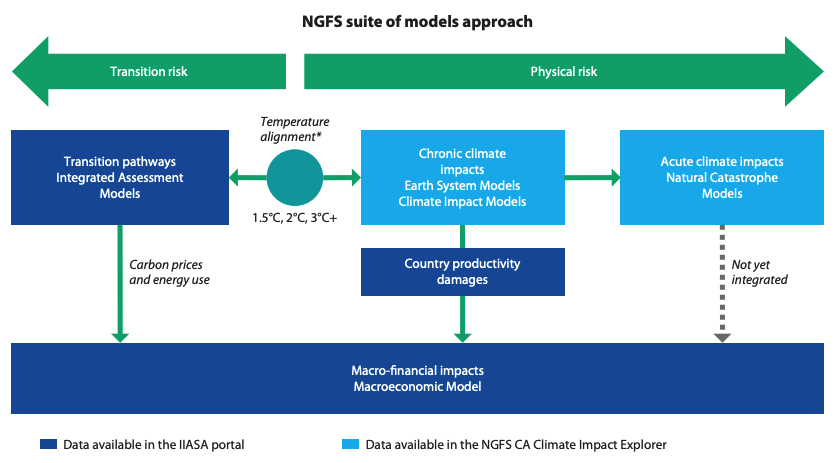 NGFS suite of models approach
Transition risk
Physical risk
Temperature
alignment*
Transition pathways
Integrated Assessment
Models
1.5°C, 2°C, 3°C+
Chronic climate
impacts
Earth System Models
Climate Impact Models
Acute climate impacts
Natural Catastrophe
Models
Carbon prices
and energy use
Country productivity
damages
Not yet
integrated
Macro-financial impacts
Macroeconomic Model
Data available in the IIASA portal
Data available in the NGFS CA Climate Impact Explorer